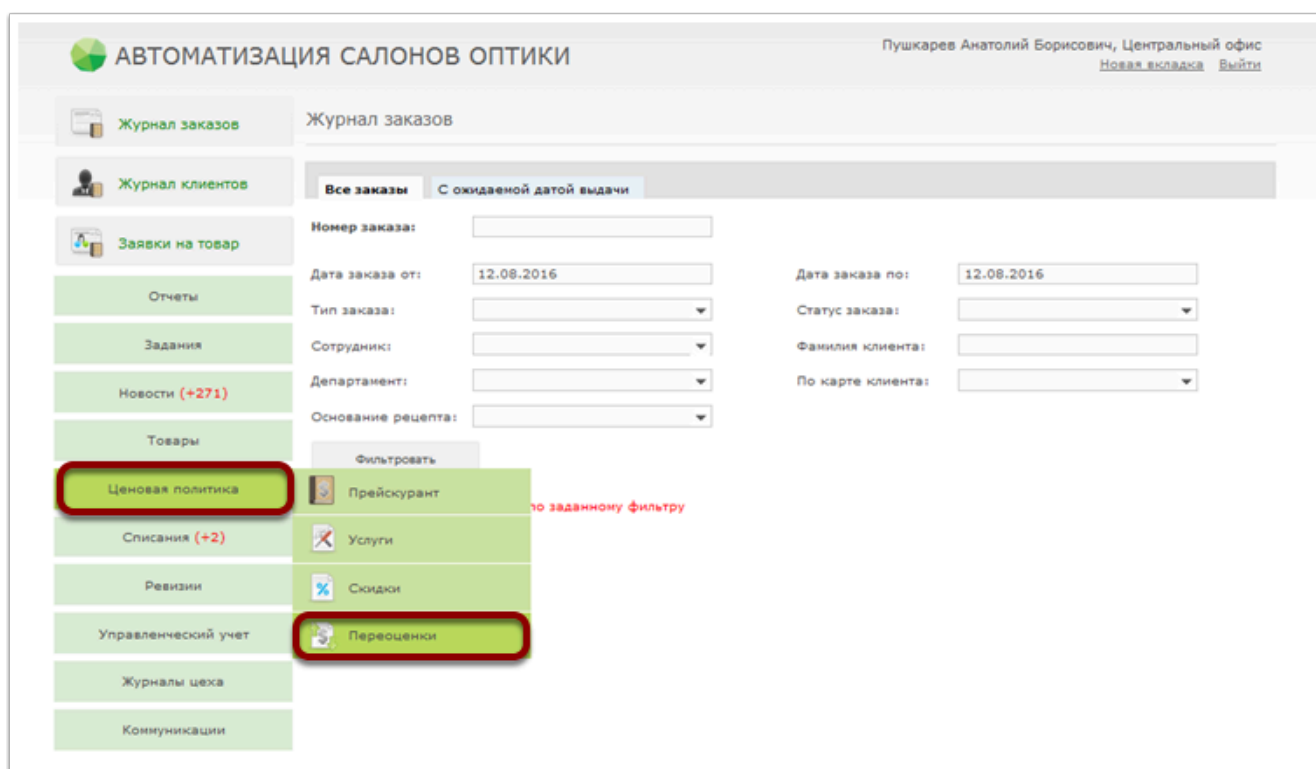 АВТОМАТИЗАЦИЯ САЛОНОВ ОПТИКИ
Пушкарев Анатолий Борисович, Центральный офис
Новая вкладка Выйти
Журнал заказов
Журнал клиентов
Заявки на товар
Отчеты
Задания
Новости (+271)
Товары
Ценовая политика
Списания (+2)
Ревизии
Управленческий учет
Журналы цеха
Коммуникации
Журнал заказов
Все заказы С ожидаемой датой выдачи
Номер заказа:
Дата заказа от: 12.08.2016 Дата заказа по: 12.08.2016
Тип заказа: Статус заказа:
Сотрудник: Фамилия клиента:
Департамент: По карте клиента:
Основание рецепта:
Фильтровать
Прейскурант
по заданному фильтру
Услуги
Скидки
Переоценки